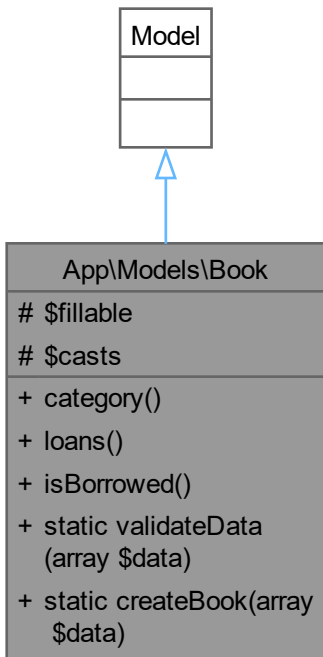 Model
App\Models\Book
# $fillable
# $casts
+ category()
+ loans()
+ isBorrowed()
+ static validateData
(array $data)
+ static createBook(array
$data)